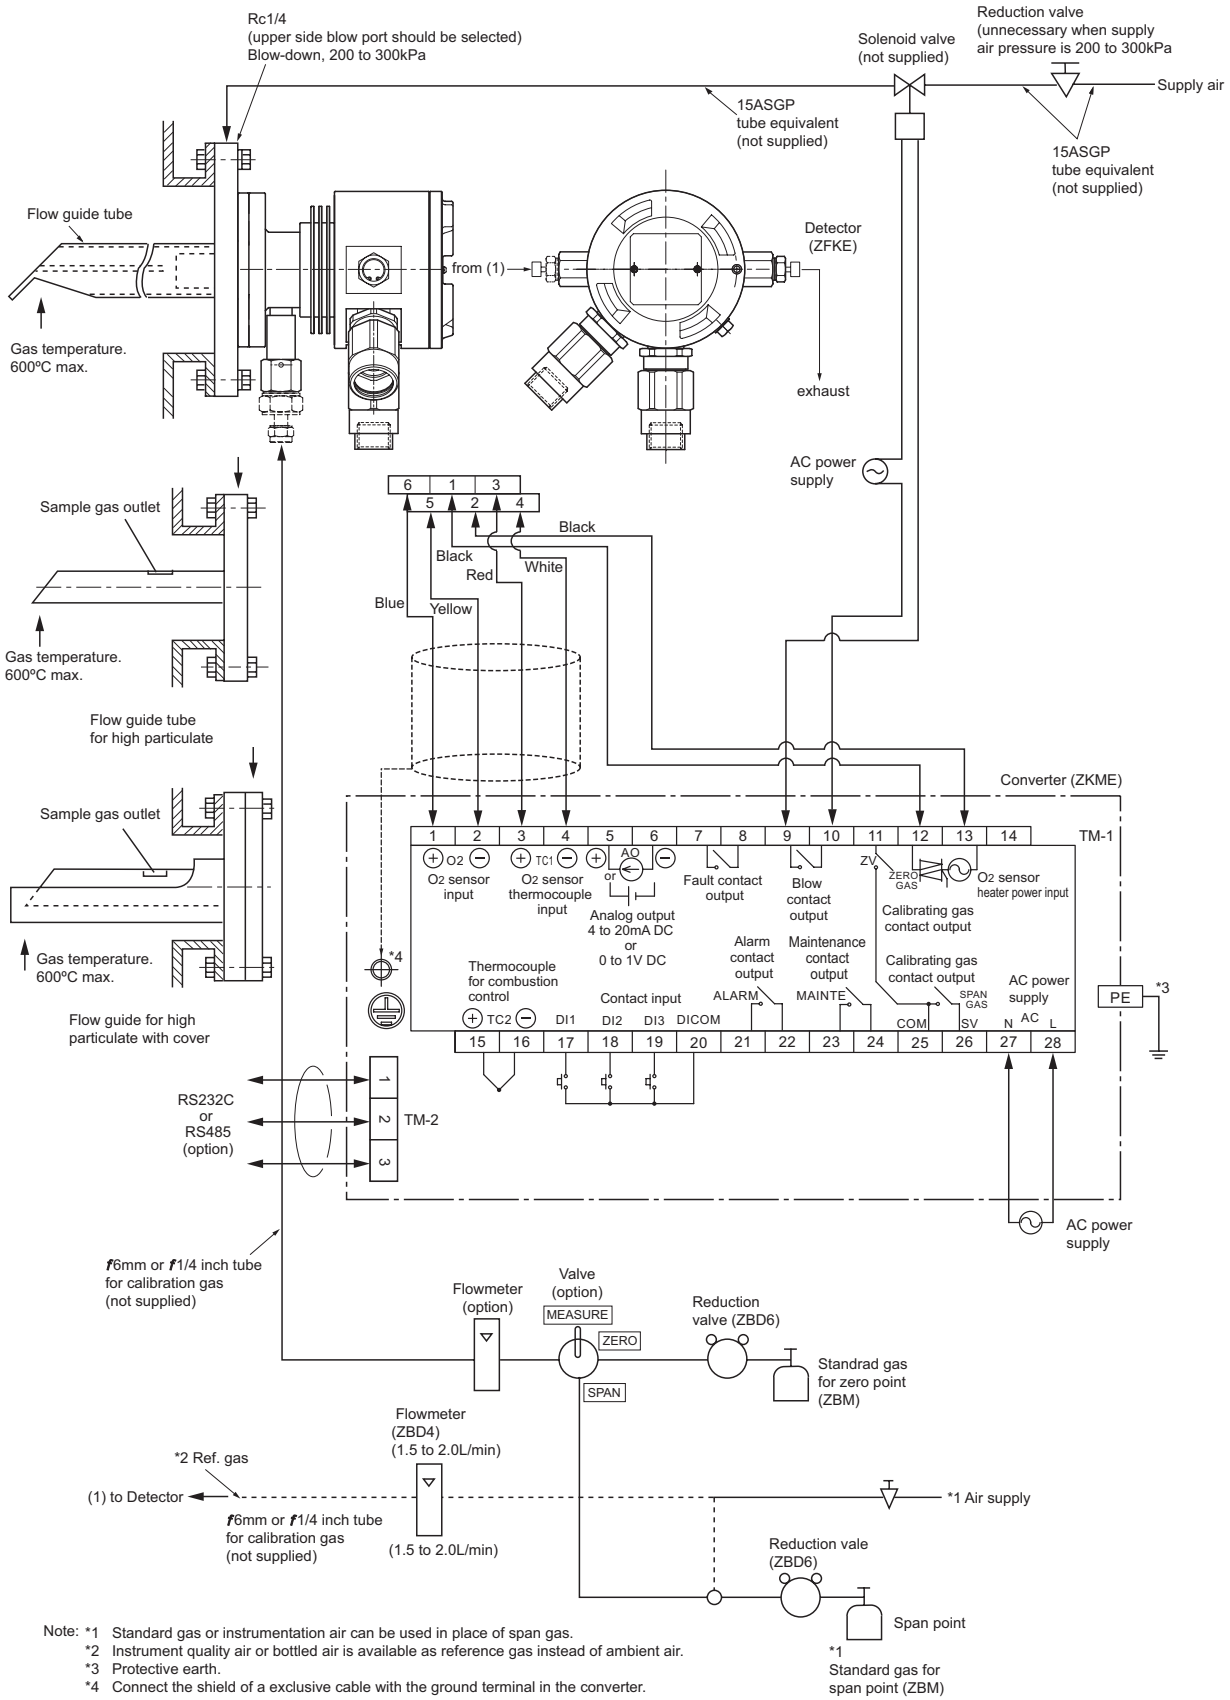 Rc1/4
(upper side blow port should be selected)
Blow-down, 200 to 300kPa
Reduction valve
(unnecessary when supply
air pressure is 200 to 300kPa
Solenoid valve
(not supplied)
Supply air
15ASGP
tube equivalent
(not supplied)
15ASGP
tube equivalent
(not supplied)
Flow guide tube
Detector
(ZFKE)
from (1)
Gas temperature.
600ºC max.
exhaust
AC power
supply
6 1 3
5 2 4
Sample gas outlet
Black
Black
White
Red
Blue
Yellow
Gas temperature.
600ºC max.
Flow guide tube
for high particulate
Converter (ZKME)
Sample gas outlet
1 2 3 4 5 6 7 8 9 10 11 12 13 14
TM-1
+ O2 −
O2 sensor
input
+ TC1 −
O2 sensor
thermocouple
input
+ AO −
or
Analog output
4 to 20mA DC
or
0 to 1V DC
Fault contact
output
Blow
contact
output
ZV
ZERO
GAS
Calibrating gas
contact output
O2 sensor
heater power input
*4
Gas temperature.
600ºC max.
Flow guide for high
particulate with cover
Thermocouple
for combustion
control
+ TC2 −
Contact input
DI1 DI2 DI3 DICOM
Alarm
contact
output
ALARM
Maintenance
contact
output
MAINTE
Calibrating gas
contact output
SPAN
GAS
COM SV
AC power
supply
AC
N L
PE
*3
15 16 17 18 19 20 21 22 23 24 25 26 27 28
RS232C
or
RS485
(option)
1
2
3
TM-2
AC power
supply
f6mm or f1/4 inch tube
for calibration gas
(not supplied)
Flowmeter
(option)
Valve
(option)
MEASURE
ZERO
SPAN
Reduction
valve (ZBD6)
Standrad gas
for zero point
(ZBM)
Flowmeter
(ZBD4)
(1.5 to 2.0L/min)
*2 Ref. gas
(1) to Detector
*1 Air supply
f6mm or f1/4 inch tube
for calibration gas
(not supplied)
(1.5 to 2.0L/min)
Reduction vale
(ZBD6)
Span point
*1
Standard gas for
span point (ZBM)
Note: *1 Standard gas or instrumentation air can be used in place of span gas.
*2 Instrument quality air or bottled air is available as reference gas instead of ambient air.
*3 Protective earth.
*4 Connect the shield of a exclusive cable with the ground terminal in the converter.